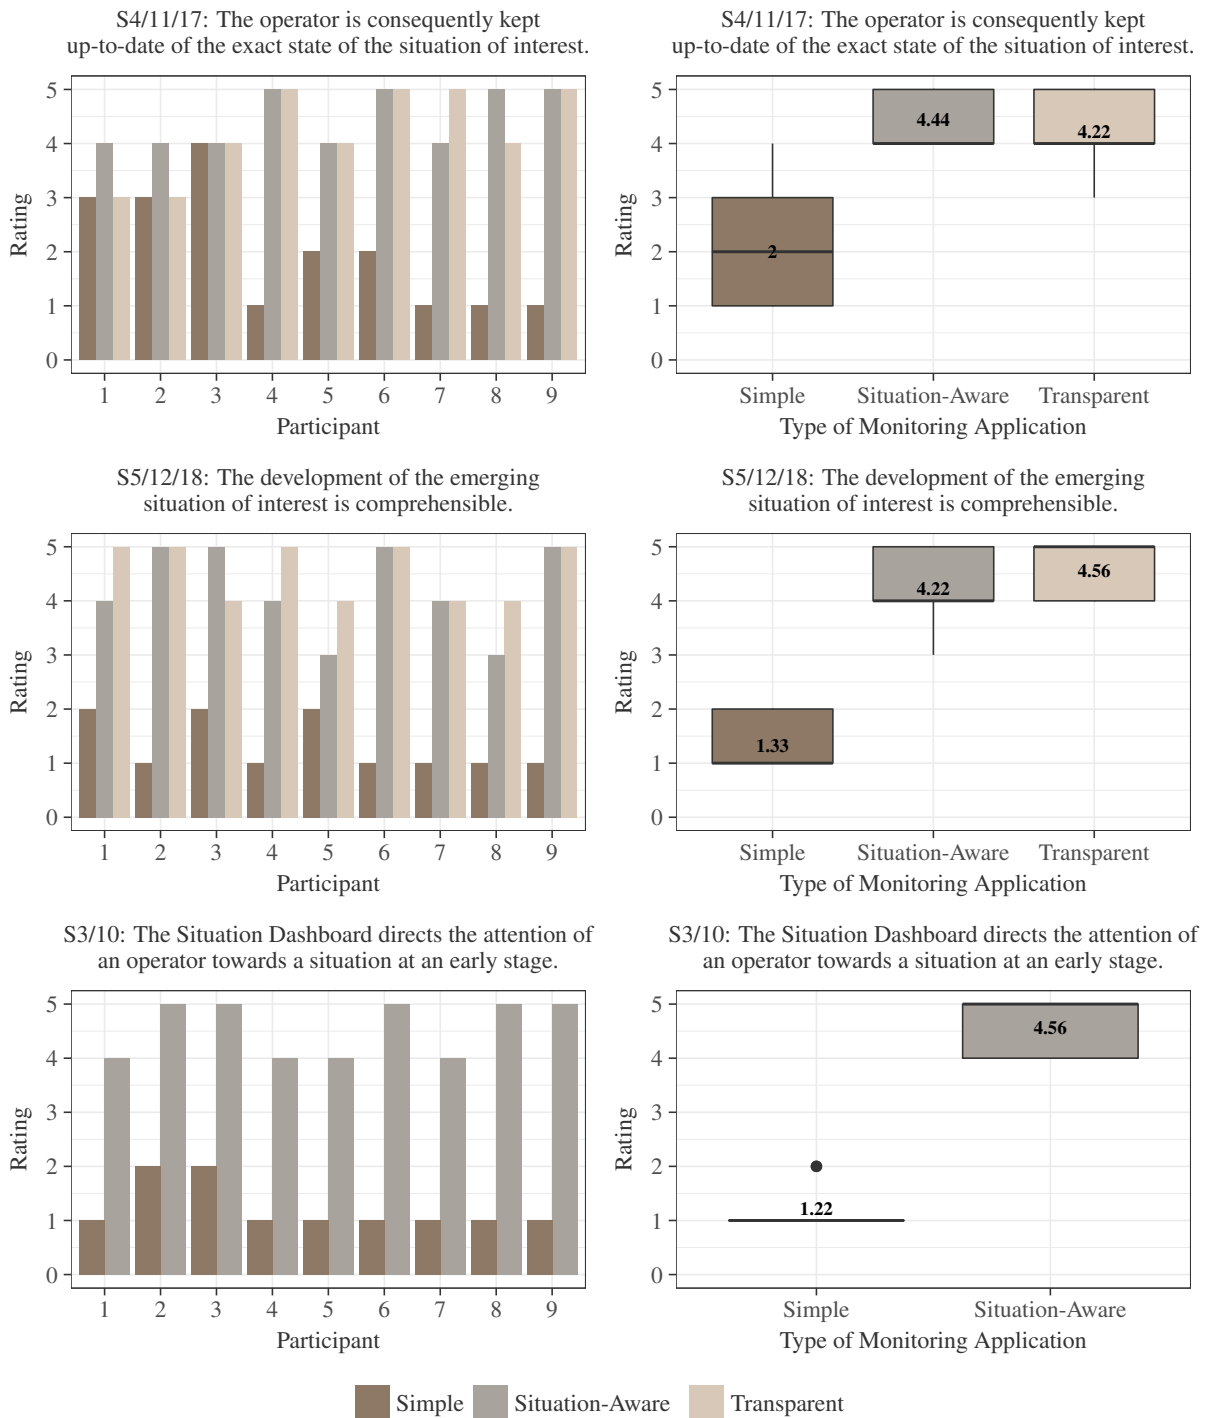 S4/11/17: The operator is consequently kept
up-to-date of the exact state of the situation of interest.
Rating
5
4
3
2
1
0
1 2 3 4 5 6 7 8 9
Participant
S4/11/17: The operator is consequently kept
up-to-date of the exact state of the situation of interest.
Rating
5
4
3
2
1
0
2
4.44
4.22
Simple Situation-Aware Transparent
Type of Monitoring Application
S5/12/18: The development of the emerging
situation of interest is comprehensible.
Rating
5
4
3
2
1
0
1 2 3 4 5 6 7 8 9
Participant
S5/12/18: The development of the emerging
situation of interest is comprehensible.
Rating
5
4
3
2
1
0
1.33
4.22
4.56
Simple Situation-Aware Transparent
Type of Monitoring Application
S3/10: The Situation Dashboard directs the attention of
an operator towards a situation at an early stage.
Rating
5
4
3
2
1
0
1 2 3 4 5 6 7 8 9
Participant
S3/10: The Situation Dashboard directs the attention of
an operator towards a situation at an early stage.
Rating
5
4
3
2
1
0
1.22
4.56
Simple Situation-Aware
Type of Monitoring Application
Simple Situation-Aware Transparent